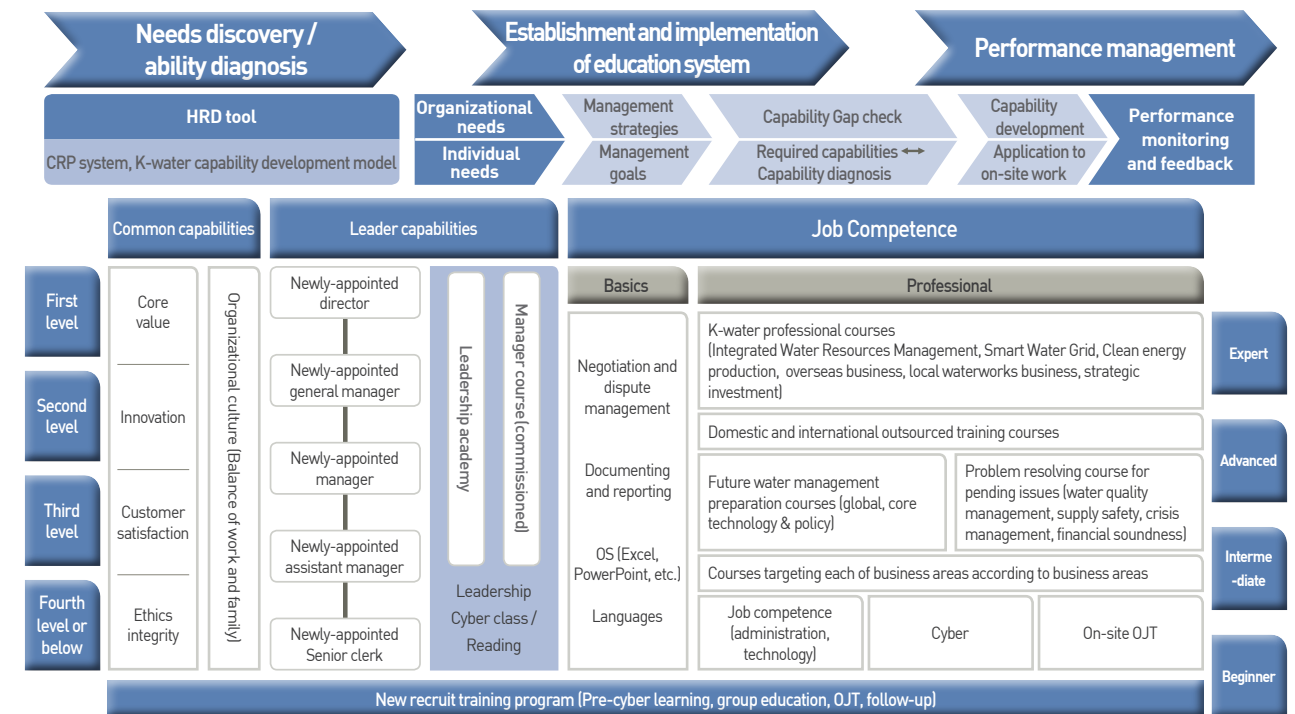 Needs discovery /
ability diagnosis
Establishment and implementation
of education system
Performance management
HRD tool
CRP system, K-water capability development model
Organizational
needs
Individual
needs
Management
strategies
Management
goals
Capability Gap check
Required capabilities ↔
Capability diagnosis
Capability
development
Application to
on-site work
Performance
monitoring
and feedback
Common capabilities
Leader capabilities
Job Competence
First
level
Second
level
Third
level
Fourth
level or
below
Core
value
Innovation
Customer
satisfaction
Ethics
integrity
Organizational culture (Balance of work and family)
Newly-appointed
director
Newly-appointed
general manager
Newly-appointed
manager
Newly-appointed
assistant manager
Newly-appointed
Senior clerk
Leadership academy
Manager course(commissioned)
Leadership
Cyber class /
Reading
Basics
Negotiation and
dispute
management
Documenting
and reporting
OS (Excel,
PowerPoint, etc.)
Languages
Professional
K-water professional courses
(Integrated Water Resources Management, Smart Water Grid, Clean energy
production, overseas business, local waterworks business, strategic
investment)
Domestic and international outsourced training courses
Future water management
preparation courses (global, core
technology & policy)
Problem resolving course for
pending issues (water quality
management, supply safety, crisis
management, financial soundness)
Courses targeting each of business areas according to business areas
Job competence
(administration,
technology)
Cyber
On-site OJT
Expert
Advanced
Interme
-diate
Beginner
New recruit training program (Pre-cyber learning, group education, OJT, follow-up)